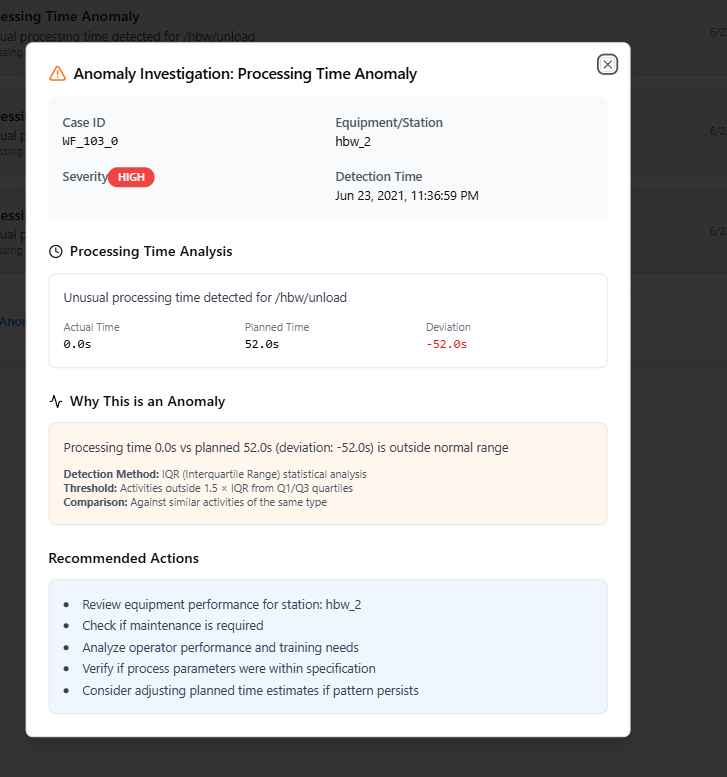 essing Time Anomaly
ual processing time detected for /hbw/unload
ssing
6/2
Anomaly Investigation: Processing Time Anomaly
Case ID
WF_103_0
Equipment/Station
hbw_2
Severity HIGH
Detection Time
Jun 23, 2021, 11:36:59 PM
essi
ual p
ssing
6/2
Processing Time Analysis
Unusual processing time detected for /hbw/unload
Actual Time
0.0s
Planned Time
52.0s
Deviation
-52.0s
essi
ual p
ssing
6/2
Anor
Why This is an Anomaly
Processing time 0.0s vs planned 52.0s (deviation: -52.0s) is outside normal range
Detection Method: IQR (Interquartile Range) statistical analysis
Threshold: Activities outside 1.5 × IQR from Q1/Q3 quartiles
Comparison: Against similar activities of the same type
Recommended Actions
• Review equipment performance for station: hbw_2
• Check if maintenance is required
• Analyze operator performance and training needs
• Verify if process parameters were within specification
• Consider adjusting planned time estimates if pattern persists